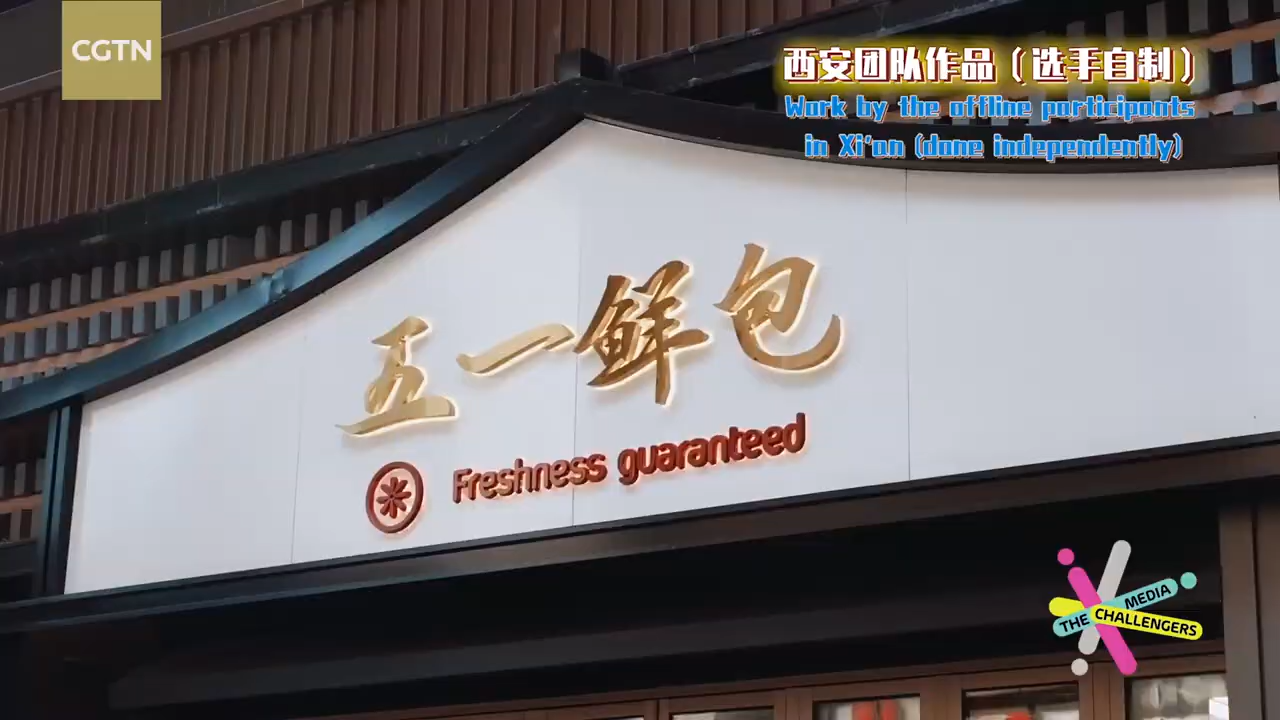 CGTN
西安团队作品（选手自制）
Work by the offline participants
in Xi'an (done independently)
五一鲜包
Freshness guaranteed
THE MEDIA
CHALLENGERS